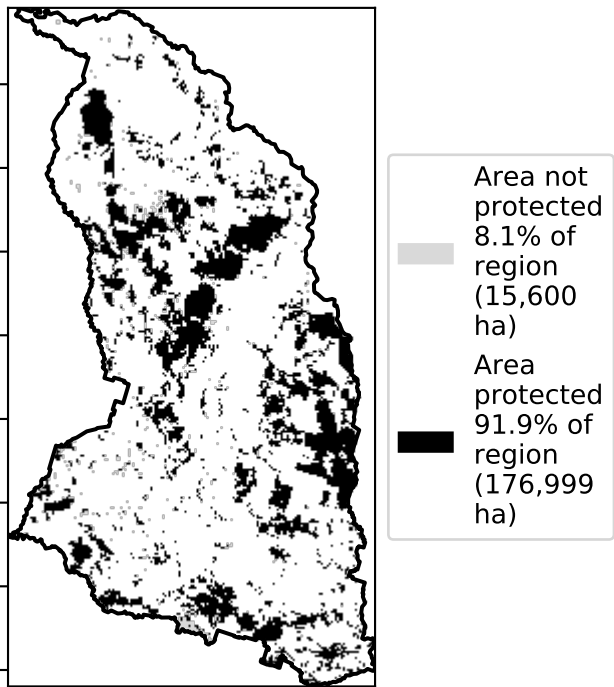 Area not
protected
8.1% of
region
(15,600
ha)
Area
protected
91.9% of
region
(176,999
ha)